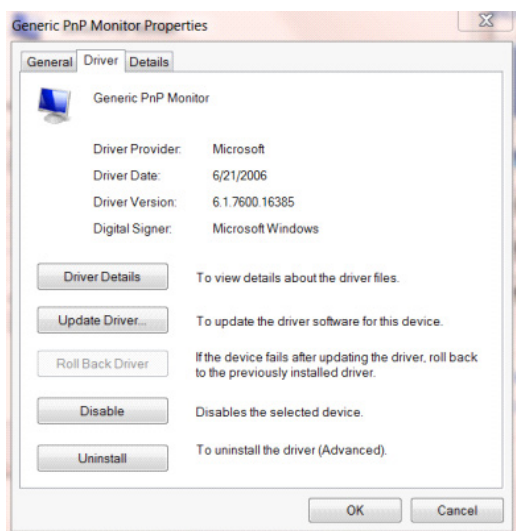 Generic PnP Monitor Properties
General Driver Details
Generic PnP Monitor
Driver Provider: Microsoft
Driver Date: 6/21/2006
Driver Version: 6.1.7600.16385
Digital Signer: Microsoft Windows
Driver Details To view details about the driver files.
Update Driver... To update the driver software for this device.
Roll Back Driver If the device fails after updating the driver, roll back
to the previously installed driver.
Disable Disables the selected device.
Uninstall To uninstall the driver (Advanced).
OK Cancel